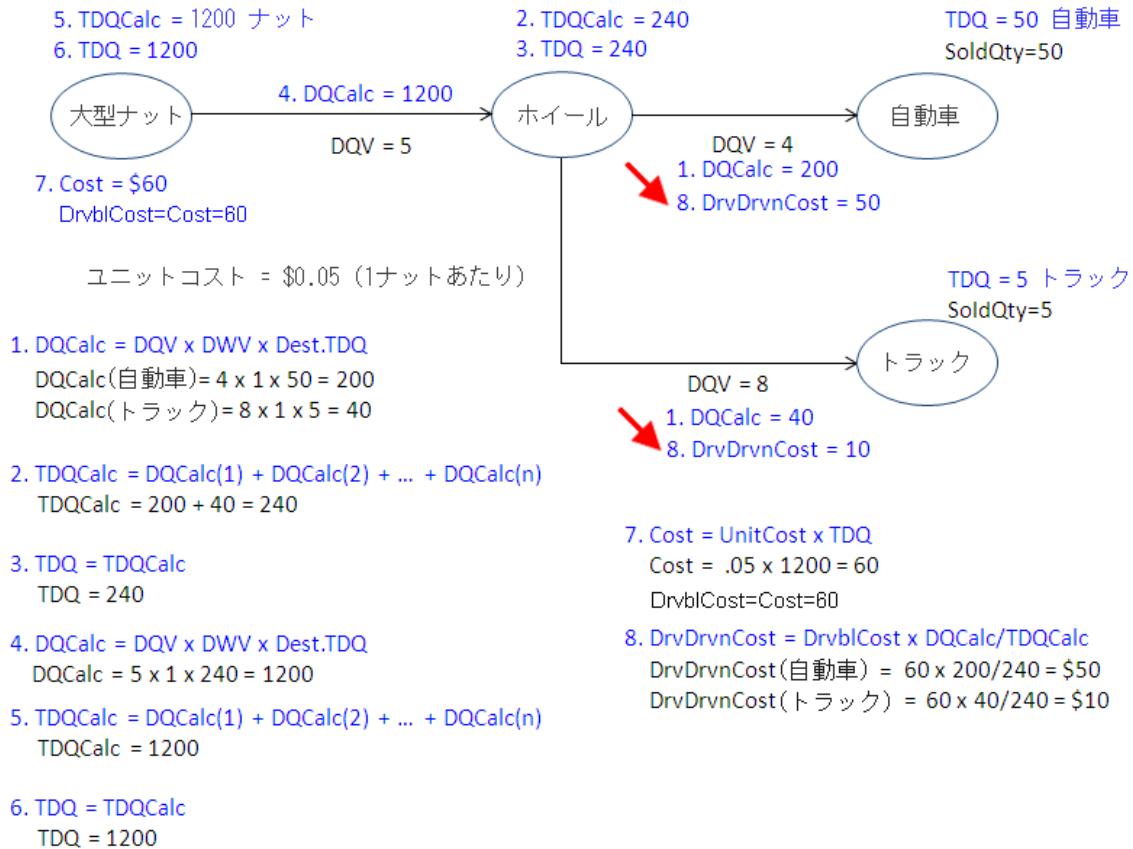 5. TDQCalc = 1200 ナット
6. TDQ = 1200
2. TDQCalc = 240
3. TDQ = 240
TDQ = 50 自動車
SoldQty=50
大型ナット
4. DQCalc = 1200
DQV = 5
ホイール
DQV = 4
1. DQCalc = 200
8. DrvDrvnCost = 50
自動車
7. Cost = $60
DrvblCost=Cost=60
ユニットコスト = $0.05 (1ナットあたり)
TDQ = 5 トラック
SoldQty=5
トラック
DQV = 8
1. DQCalc = 40
8. DrvDrvnCost = 10
1. DQCalc = DQV x DWV x Dest.TDQ
DQCalc(自動車)= 4 x 1 x 50 = 200
DQCalc(トラック)= 8 x 1 x 5 = 40
2. TDQCalc = DQCalc(1) + DQCalc(2) + ... + DQCalc(n)
TDQCalc = 200 + 40 = 240
3. TDQ = TDQCalc
TDQ = 240
4. DQCalc = DQV x DWV x Dest.TDQ
DQCalc = 5 x 1 x 240 = 1200
5. TDQCalc = DQCalc(1) + DQCalc(2) + ... + DQCalc(n)
TDQCalc = 1200
6. TDQ = TDQCalc
TDQ = 1200
7. Cost = UnitCost x TDQ
Cost = .05 x 1200 = 60
DrvblCost=Cost=60
8. DrvDrvnCost = DrvblCost x DQCalc/TDQCalc
DrvDrvnCost(自動車) = 60 x 200/240 = $50
DrvDrvnCost(トラック) = 60 x 40/240 = $10